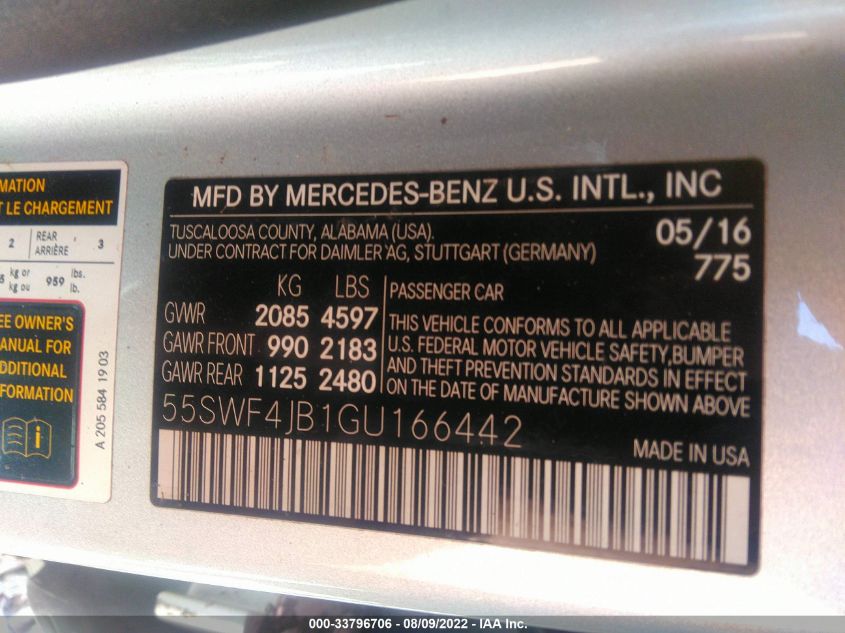 MATION
T LE CHARGEMENT
2 REAR ARRIÈRE 3
5 kg or kg ou 959 lbs. lb.
EE OWNER'S
MANUAL FOR
DDITIONAL
FORMATION
A 205 584 19 03
MFD BY MERCEDES-BENZ U.S. INTL., INC
TUSCALOOSA COUNTY, ALABAMA (USA).
UNDER CONTRACT FOR DAIMLER AG, STUTTGART (GERMANY)
05/16
775
KG LBS
GVWR 2085 4597
GAWR FRONT 990 2183
GAWR REAR 1125 2480
PASSENGER CAR
THIS VEHICLE CONFORMS TO ALL APPLICABLE
U.S. FEDERAL MOTOR VEHICLE SAFETY,BUMPER
AND THEFT PREVENTION STANDARDS IN EFFECT
ON THE DATE OF MANUFACTURE SHOWN ABOVE.
55SWF4JB1GU166442
MADE IN USA
000-33796706 - 08/09/2022 - IAA Inc.